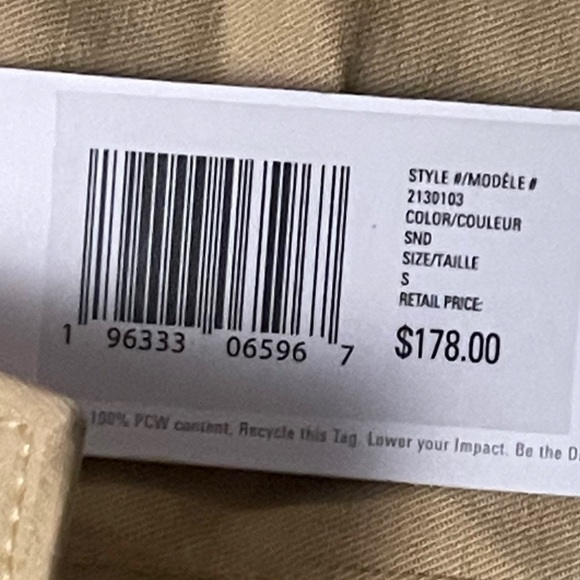 STYLE #/MODÈLE #
2130103
COLOR/COULEUR
SND
SIZE/TAILLE
S
RETAIL PRICE:
$178.00
1 96333 06596 7
100% PCW content. Recycle this Tag. Lower your Impact. Be the D